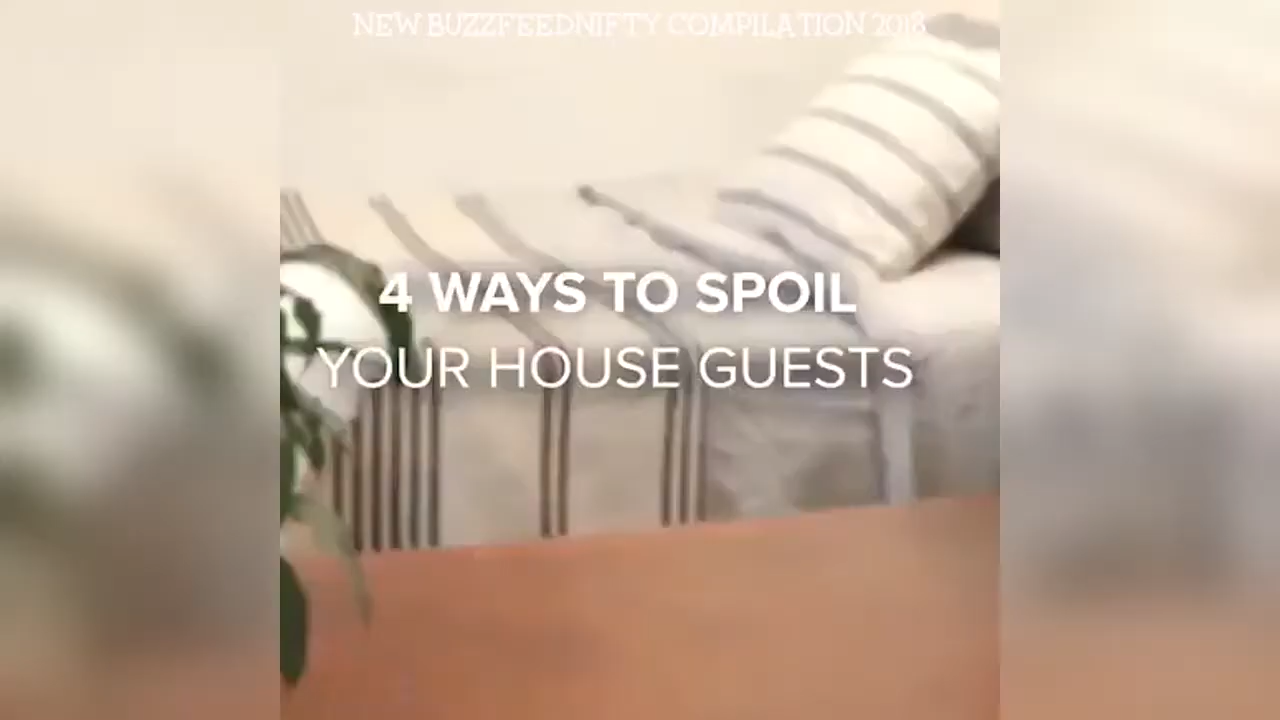 NEW BUZZFEEDNIFTY COMPILATION 2018
4 WAYS TO SPOIL
YOUR HOUSE GUESTS